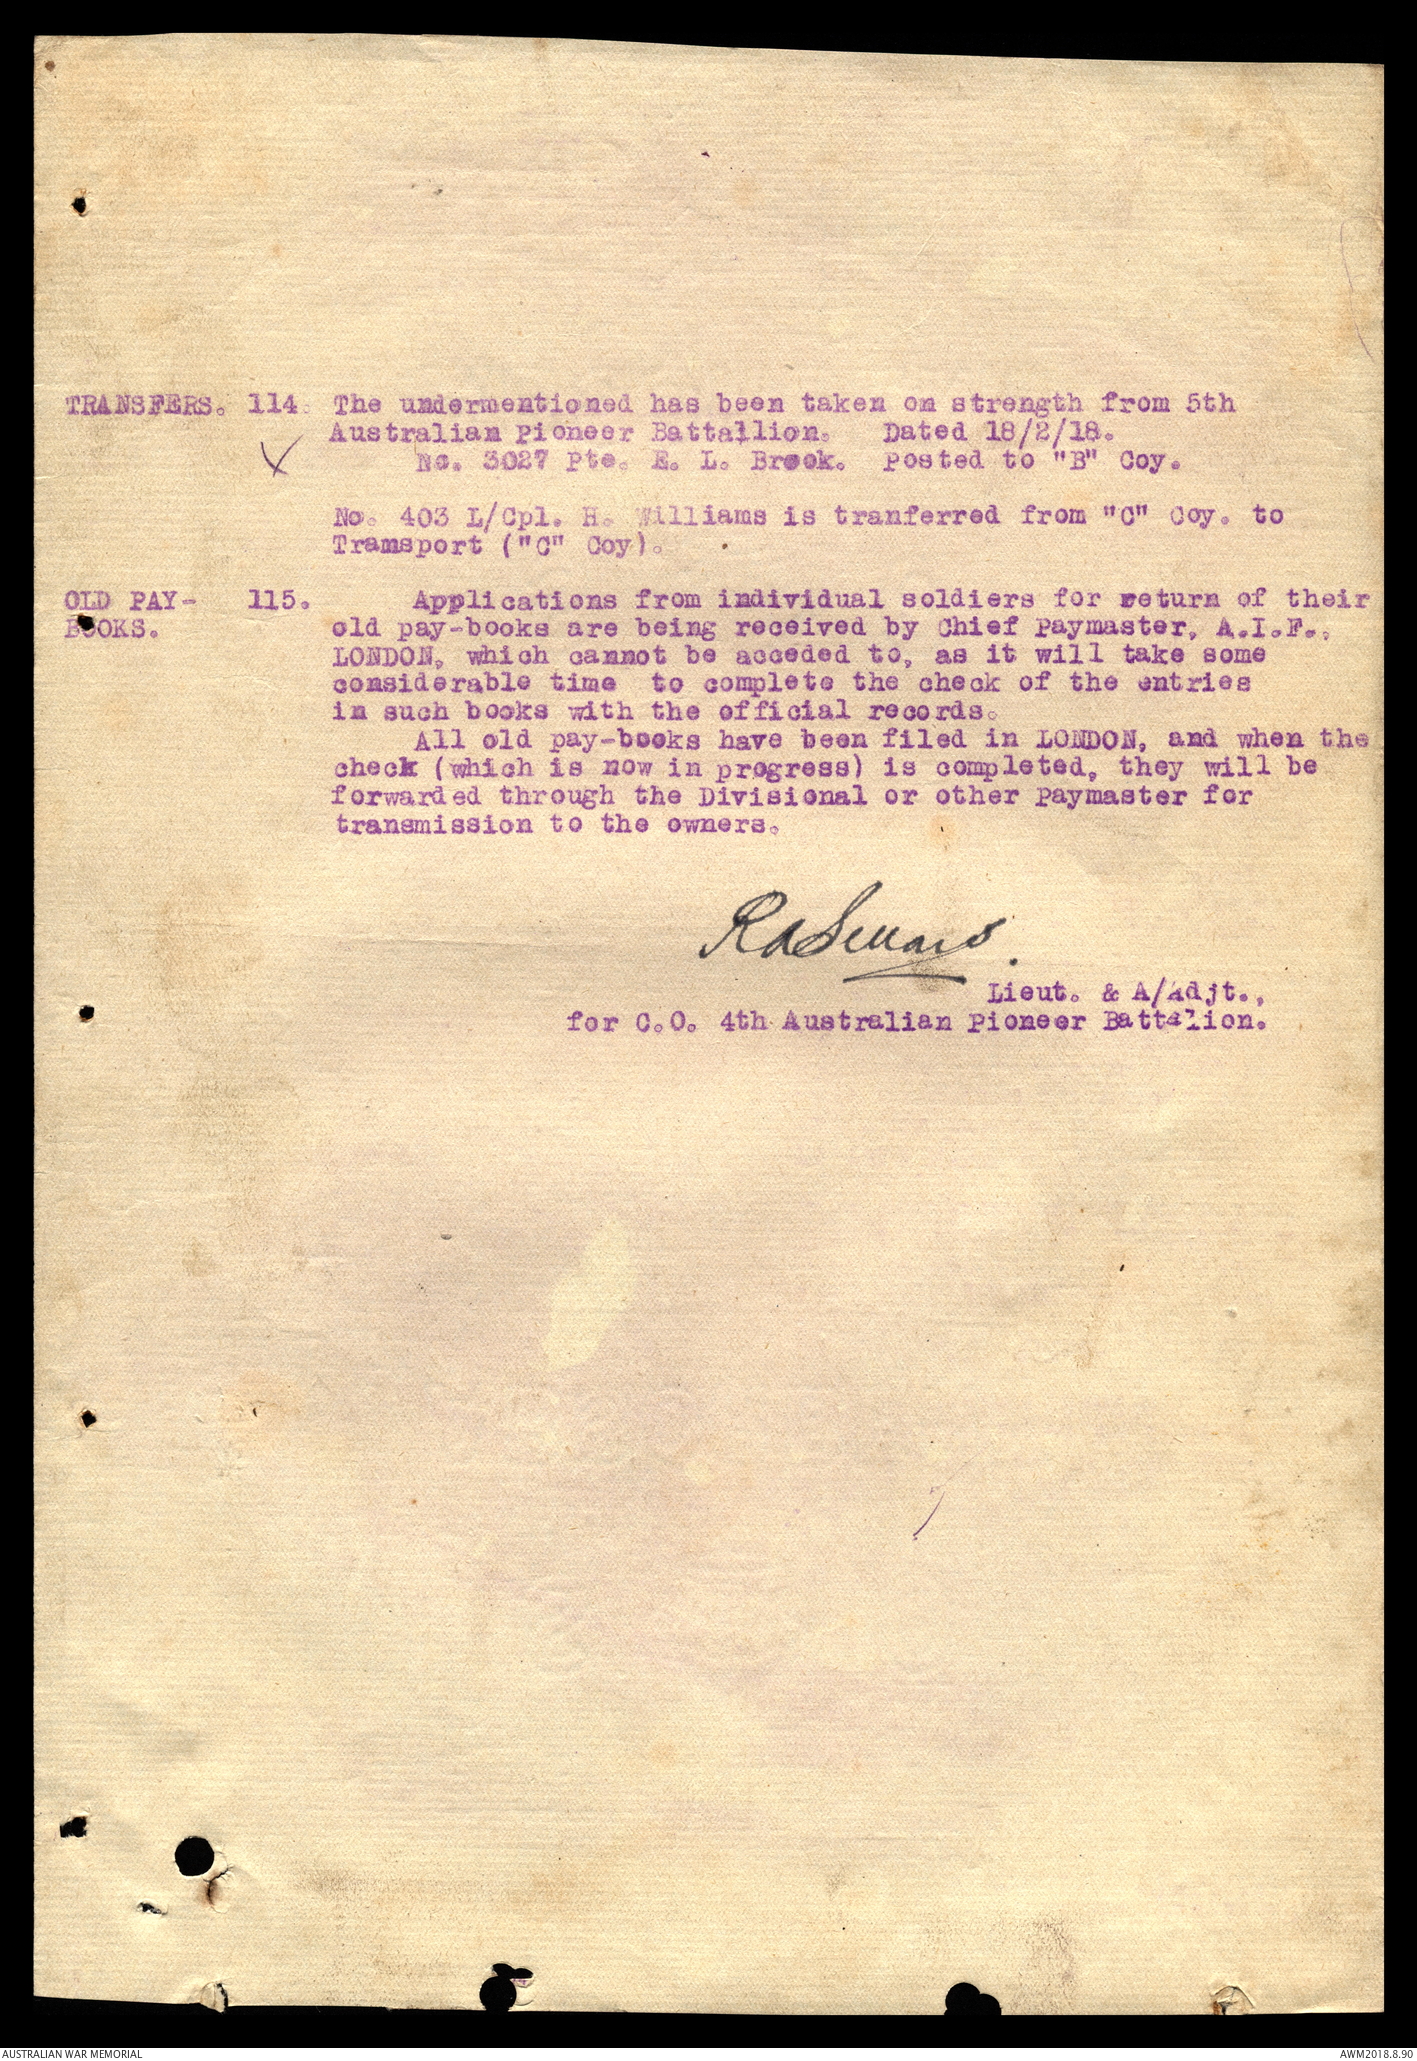 TRANSFERS. 114. The undermentioned has been taken on strength from 5th
Australian Pioneer Battallion. Dated 18/2/18.
No. 3027 Pte. E. L. Brook. Posted to "B" Coy.
No. 403 L/Cpl. H. Williams is tranferred from "C" Coy. to
Tramsport ("C" Coy).
OLD PAY- 115. Applications from individual soldiers for return of their
BOOKS. old pay-books are being received by Chief Paymaster, A.I.F.,
LONDON, which cannot be acceded to, as it will take some
considerable time to complete the check of the entries
in such books with the official records.
All old pay-books have been filed in LONDON, and when the
check (which is now in progress) is completed, they will be
forwarded through the Divisional or other Paymaster for
transmission to the owners.
Lieut. & A/Adjt.,
for C.O. 4th Australian Pioneer Battalion.
AUSTRALIAN WAR MEMORIAL AWM2018.8.90